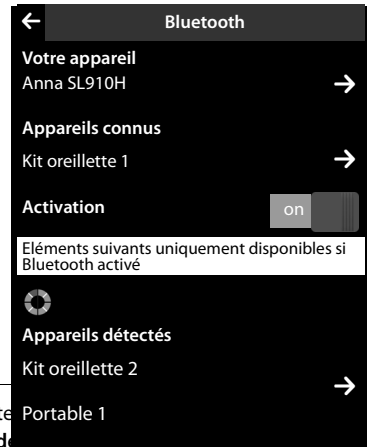 Bluetooth
Votre appareil
Anna SL910H
Appareils connus
Kit oreillette 1
Activation
on
Eléments suivants uniquement disponibles si
Bluetooth activé
Appareils détectés
Kit oreillette 2
Portable 1